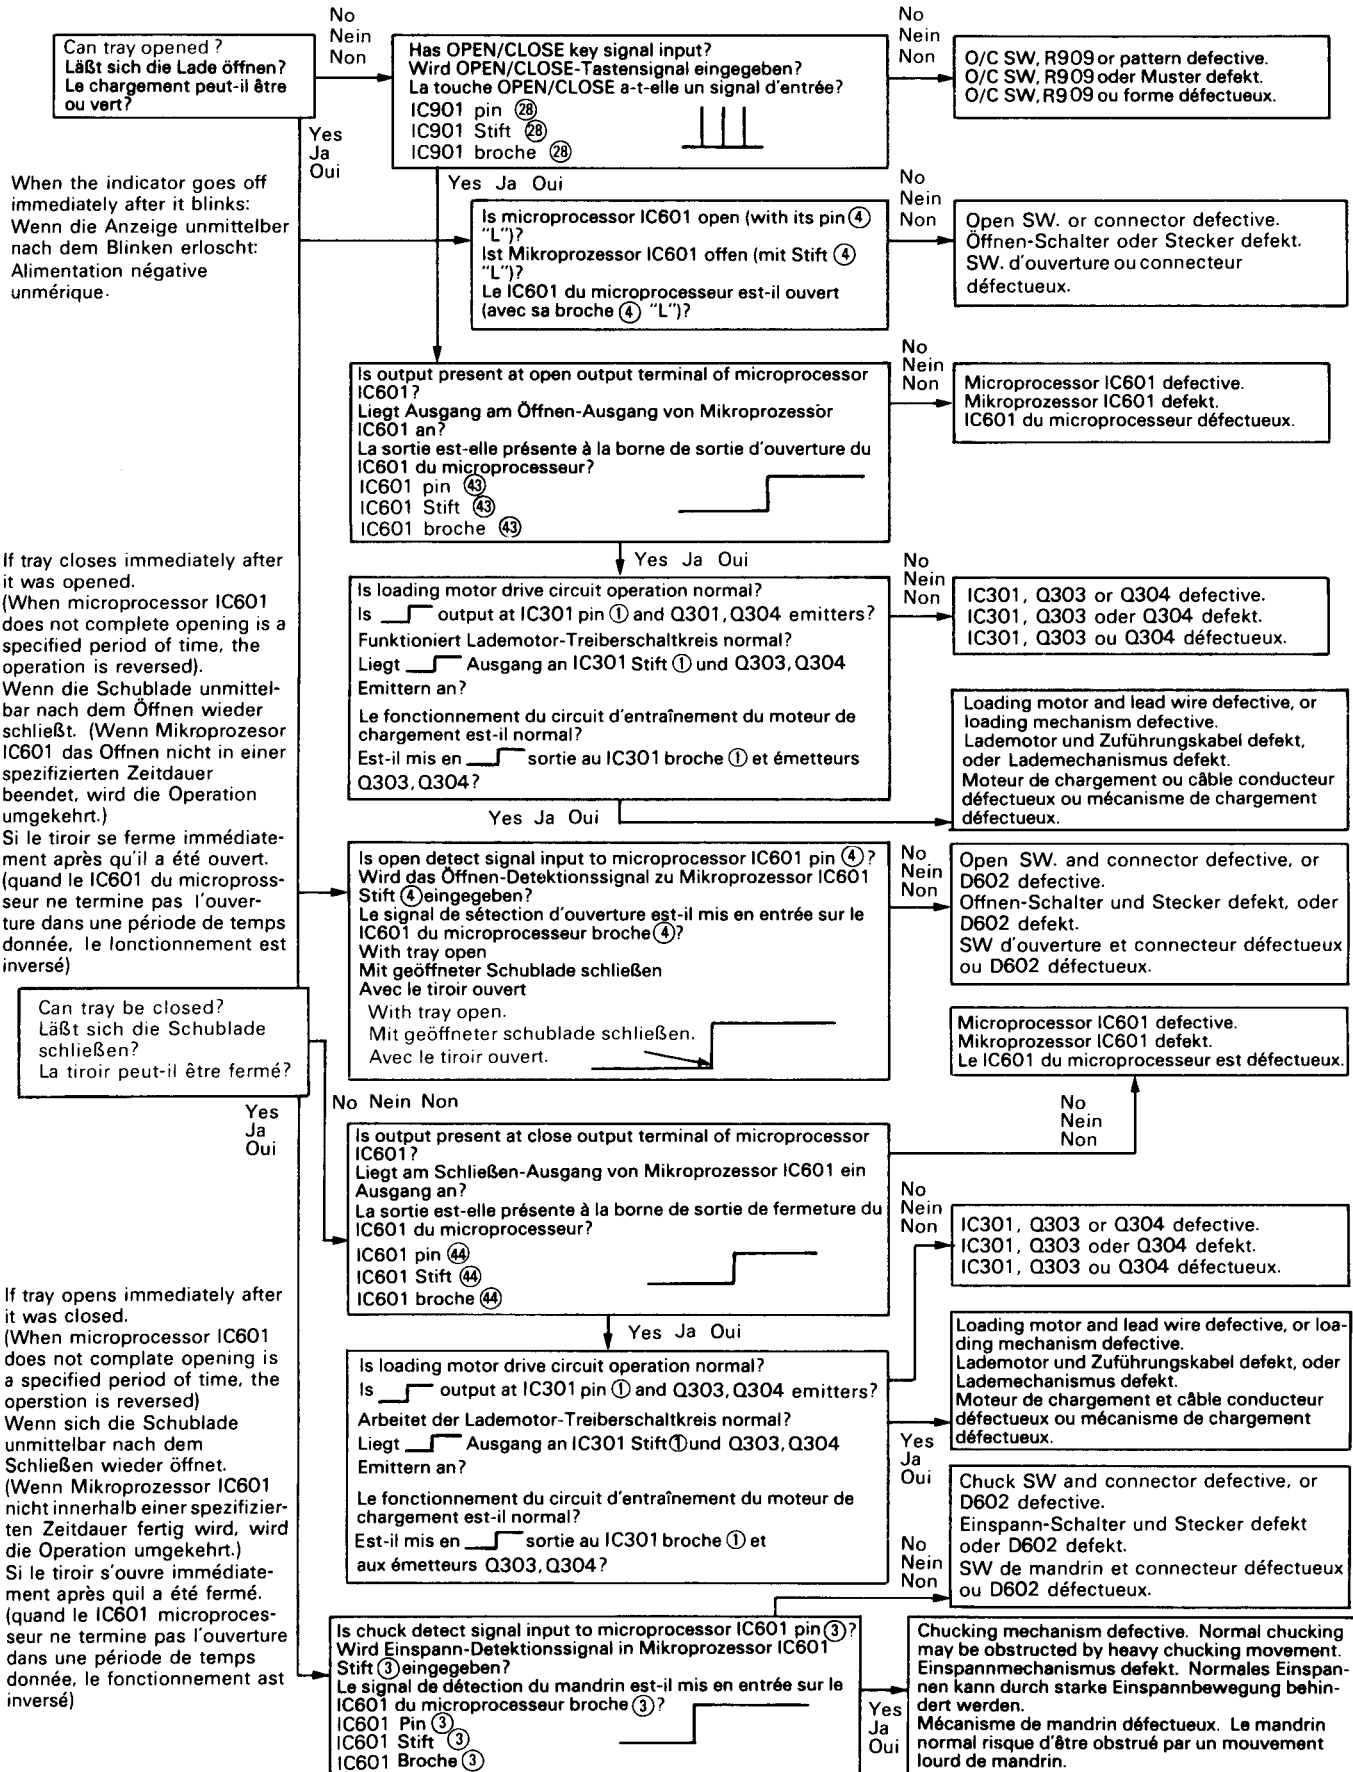 No
Nein
Non
Can tray opened ?
Läßt sich die Lade öffnen?
Le chargement peut-il être
ou vert?
Yes
Ja
Oui
Has OPEN/CLOSE key signal input?
Wird OPEN/CLOSE-Tastensignal eingegeben?
La touche OPEN/CLOSE a-t-elle un signal d'entrée?
IC901 pin ㉘
IC901 Stift ㉘
IC901 broche ㉘
No
Nein
Non
O/C SW, R909 or pattern defective.
O/C SW, R909 oder Muster defekt.
O/C SW, R909 ou forme défectueux.
Yes Ja Oui
When the indicator goes off
immediately after it blinks:
Wenn die Anzeige unmittelber
nach dem Blinken erloscht:
Alimentation négative
unmérique.
Is microprocessor IC601 open (with its pin ④
"L")?
Ist Mikroprozessor IC601 offen (mit Stift ④
"L")?
Le IC601 du microprocesseur est-il ouvert
(avec sa broche ④ "L")?
No
Nein
Non
Open SW. or connector defective.
Öffnen-Schalter oder Stecker defekt.
SW. d'ouverture ou connecteur
défectueux.
Is output present at open output terminal of microprocessor
IC601?
Liegt Ausgang am Öffnen-Ausgang von Mikroprozessor
IC601 an?
La sortie est-elle présente à la borne de sortie d'ouverture du
IC601 du microprocesseur?
IC601 pin ㊸
IC601 Stift ㊸
IC601 broche ㊸
No
Nein
Non
Microprocessor IC601 defective.
Mikroprozessor IC601 defekt.
IC601 du microprocesseur défectueux.
Yes Ja Oui
If tray closes immediately after
it was opened.
(When microprocessor IC601
does not complete opening is a
specified period of time, the
operation is reversed).
Wenn die Schublade unmittel-
bar nach dem Öffnen wieder
schließt. (Wenn Mikroprozesor
IC601 das Offnen nicht in einer
spezifizierten Zeitdauer
beendet, wird die Operation
umgekehrt.)
Si le tiroir se ferme immédiate-
ment après qu'il a été ouvert.
(quand le IC601 du microposs-
seur ne termine pas l'ouver-
ture dans une période de temps
donnée, le lonctionnement est
inversé)
Is loading motor drive circuit operation normal?
Is output at IC301 pin ① and Q301, Q304 emitters?
Funktioniert Lademotor-Treiberschaltkreis normal?
Liegt Ausgang an IC301 Stift ① und Q303, Q304
Emittern an?
Le fonctionnement du circuit d'entraînement du moteur de
chargement est-il normal?
Est-il mis en sortie au IC301 broche ① et émetteurs
Q303, Q304?
No
Nein
Non
IC301, Q303 or Q304 defective.
IC301, Q303 oder Q304 defekt.
IC301, Q303 ou Q304 défectueux.
Yes Ja Oui
Loading motor and lead wire defective, or
loading mechanism defective.
Lademotor und Zuführungskabel defekt,
oder Lademechanismus defekt.
Moteur de chargement ou câble conducteur
défectueux ou mécanisme de chargement
défectueux.
Is open detect signal input to microprocessor IC601 pin ④?
Wird das Öffnen-Detektionssignal zu Mikroprozessor IC601
Stift ④ eingegeben?
Le signal de sétection d'ouverture est-il mis en entrée sur le
IC601 du microprocesseur broche ④?
With tray open
Mit geöffneter Schublade schließen
Avec le tiroir ouvert
With tray open.
Mit geöffneter schublade schließen.
Avec le tiroir ouvert.
No
Nein
Non
Open SW. and connector defective, or
D602 defective.
Offnen-Schalter und Stecker defekt, oder
D602 defekt.
SW d'ouverture et connecteur défectueux
ou D602 défectueux.
Can tray be closed?
Läßt sich die Schublade
schließen?
La tiroir peut-il être fermé?
Yes
Ja
Oui
No Nein Non
Microprocessor IC601 defective.
Mikroprozessor IC601 defekt.
Le IC601 du microprocesseur est défectueux.
No
Nein
Non
Is output present at close output terminal of microprocessor
IC601?
Liegt am Schließen-Ausgang von Mikroprozessor IC601 ein
Ausgang an?
La sortie est-elle présente à la borne de sortie de fermeture du
IC601 du microprocesseur?
IC601 pin ㊹
IC601 Stift ㊹
IC601 broche ㊹
Yes Ja Oui
No
Nein
Non
IC301, Q303 or Q304 defective.
IC301, Q303 oder Q304 defekt.
IC301, Q303 ou Q304 défectueux.
If tray opens immediately after
it was closed.
(When microprocessor IC601
does not complate opening is
a specified period of time, the
operstion is reversed)
Wenn sich die Schublade
unmittelbar nach dem
Schließen wieder öffnet.
(Wenn Mikroprozessor IC601
nicht innerhalb einer spezifizier-
ten Zeitdauer fertig wird, wird
die Operation umgekehrt.)
Si le tiroir s'ouvre immédiate-
ment après quil a été fermé.
(quand le IC601 microproces-
seur ne termine pas l'ouverture
dans une période de temps
donnée, le fonctionnement ast
inversé)
Is loading motor drive circuit operation normal?
Is output at IC301 pin ① and Q303, Q304 emitters?
Arbeitet der Lademotor-Treiberschaltkreis normal?
Liegt Ausgang an IC301 Stift ① und Q303, Q304
Emittern an?
Le fonctionnement du circuit d'entraînement du moteur de
chargement est-il normal?
Est-il mis en sortie au IC301 broche ① et
aux émetteurs Q303, Q304?
Yes
Ja
Oui
Loading motor and lead wire defective, or loa-
ding mechanism defective.
Lademotor und Zuführungskabel defekt, oder
Lademechanismus defekt.
Moteur de chargement et câble conducteur
défectueux ou mécanisme de chargement
défectueux.
No
Nein
Non
Chuck SW and connector defective, or
D602 defective.
Einspann-Schalter und Stecker defekt
oder D602 defekt.
SW de mandrin et connecteur défectueux
ou D602 défectueux.
Is chuck detect signal input to microprocessor IC601 pin ③?
Wird Einspann-Detektionssignal in Mikroprozessor IC601
Stift ③ eingegeben?
Le signal de détection du mandrin est-il mis en entrée sur le
IC601 du microprocesseur broche ③?
IC601 Pin ③
IC601 Stift ③
IC601 Broche ③
Yes
Ja
Oui
Chucking mechanism defective. Normal chucking
may be obstructed by heavy chucking movement.
Einspannmechanismus defekt. Normales Einspan-
nen kann durch starke Einspannbewegung behin-
dert werden.
Mécanisme de mandrin défectueux. Le mandrin
normal risque d'être obstrué par un mouvement
lourd de mandrin.